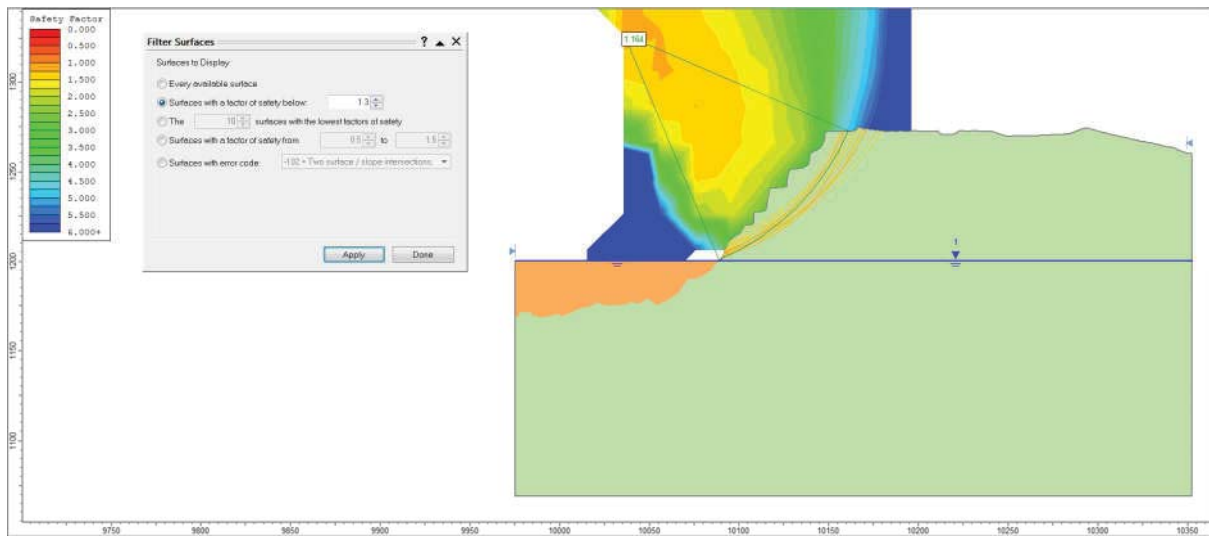 Safety Factor
0.000
0.500
1.000
1.500
2.000
2.500
3.000
3.500
4.000
4.500
5.000
5.500
6.000+
Filter Surfaces ? ▲ X
Surfaces to Display:
Every available surface
Surfaces with a factor of safety below: 1.3
The 10 surfaces with the lowest factors of safety
Surfaces with a factor of safety from 0.5 to 1.5
Surfaces with error code: -102 • Two surface / slope intersections,
Apply Done
1.164
1
1300
1250
1200
1150
1100
9750 9800 9850 9900 9950 10000 10050 10100 10150 10200 10250 10300 10350